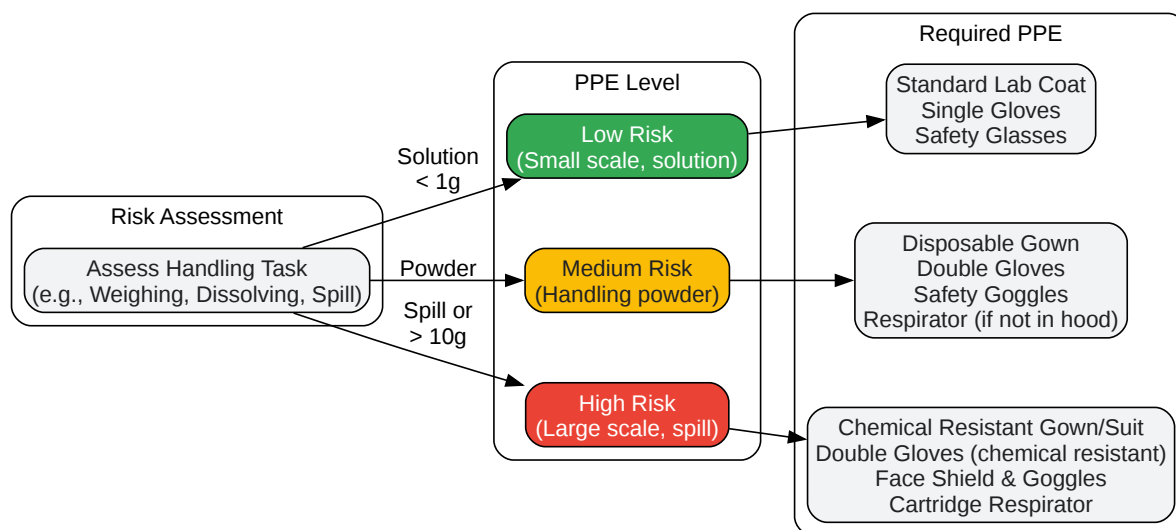 Risk Assessment
Assess Handling Task
(e.g., Weighing, Dissolving, Spill)
Solution
< 1g
Powder
Spill or
> 10g
PPE Level
Low Risk
(Small scale, solution)
Medium Risk
(Handling powder)
High Risk
(Large scale, spill)
Required PPE
Standard Lab Coat
Single Gloves
Safety Glasses
Disposable Gown
Double Gloves
Safety Goggles
Respirator (if not in hood)
Chemical Resistant Gown/Suit
Double Gloves (chemical resistant)
Face Shield & Goggles
Cartridge Respirator